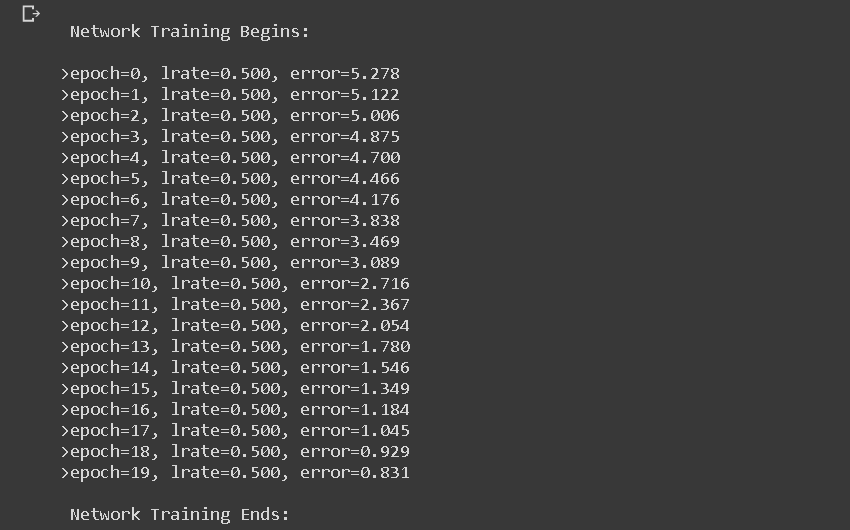 Network Training Begins:
>epoch=0, lrate=0.500, error=5.278
>epoch=1, lrate=0.500, error=5.122
>epoch=2, lrate=0.500, error=5.006
>epoch=3, lrate=0.500, error=4.875
>epoch=4, lrate=0.500, error=4.700
>epoch=5, lrate=0.500, error=4.466
>epoch=6, lrate=0.500, error=4.176
>epoch=7, lrate=0.500, error=3.838
>epoch=8, lrate=0.500, error=3.469
>epoch=9, lrate=0.500, error=3.089
>epoch=10, lrate=0.500, error=2.716
>epoch=11, lrate=0.500, error=2.367
>epoch=12, lrate=0.500, error=2.054
>epoch=13, lrate=0.500, error=1.780
>epoch=14, lrate=0.500, error=1.546
>epoch=15, lrate=0.500, error=1.349
>epoch=16, lrate=0.500, error=1.184
>epoch=17, lrate=0.500, error=1.045
>epoch=18, lrate=0.500, error=0.929
>epoch=19, lrate=0.500, error=0.831
Network Training Ends: